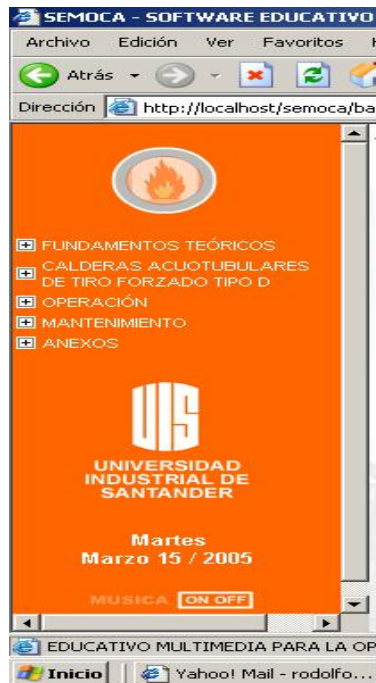 SEMOCA - SOFTWARE EDUCATIVO
Archivo Edición Ver Favoritos
Atrás
Dirección http://localhost/semoca/ba
FUNDAMENTOS TEÓRICOS
CALDERAS ACUOTUBULARES
DE TIRO FORZADO TIPO D
OPERACIÓN
MANTENIMIENTO
ANEXOS
UIS
UNIVERSIDAD
INDUSTRIAL DE
SANTANDER
Martes
Marzo 15 / 2005
MUSICA ON OFF
EDUCATIVO MULTIMEDIA PARA LA OP
Inicio Yahoo! Mail - rodolfo...